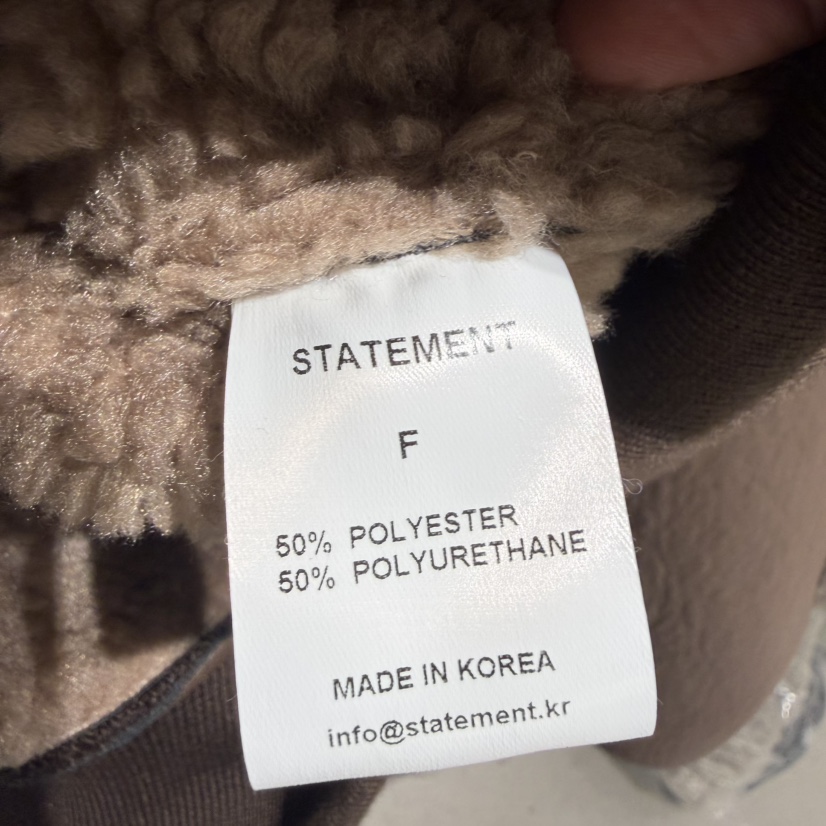 STATEMENT
F
50% POLYESTER
50% POLYURETHANE
MADE IN KOREA
info@statement.kr